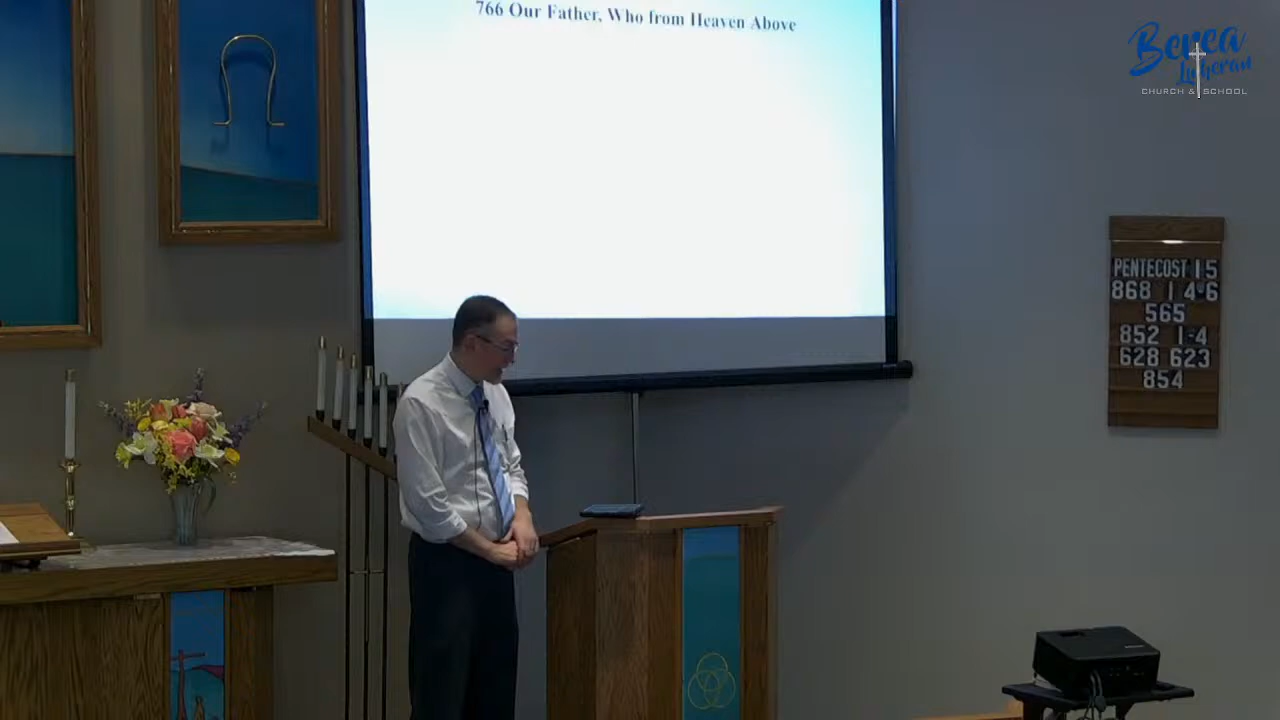 766 Our Father, Who from Heaven Above
Berea
Lutheran
CHURCH & SCHOOL
PENTECOST 15
868 1 4-6
565
852 1-4
628 623
854